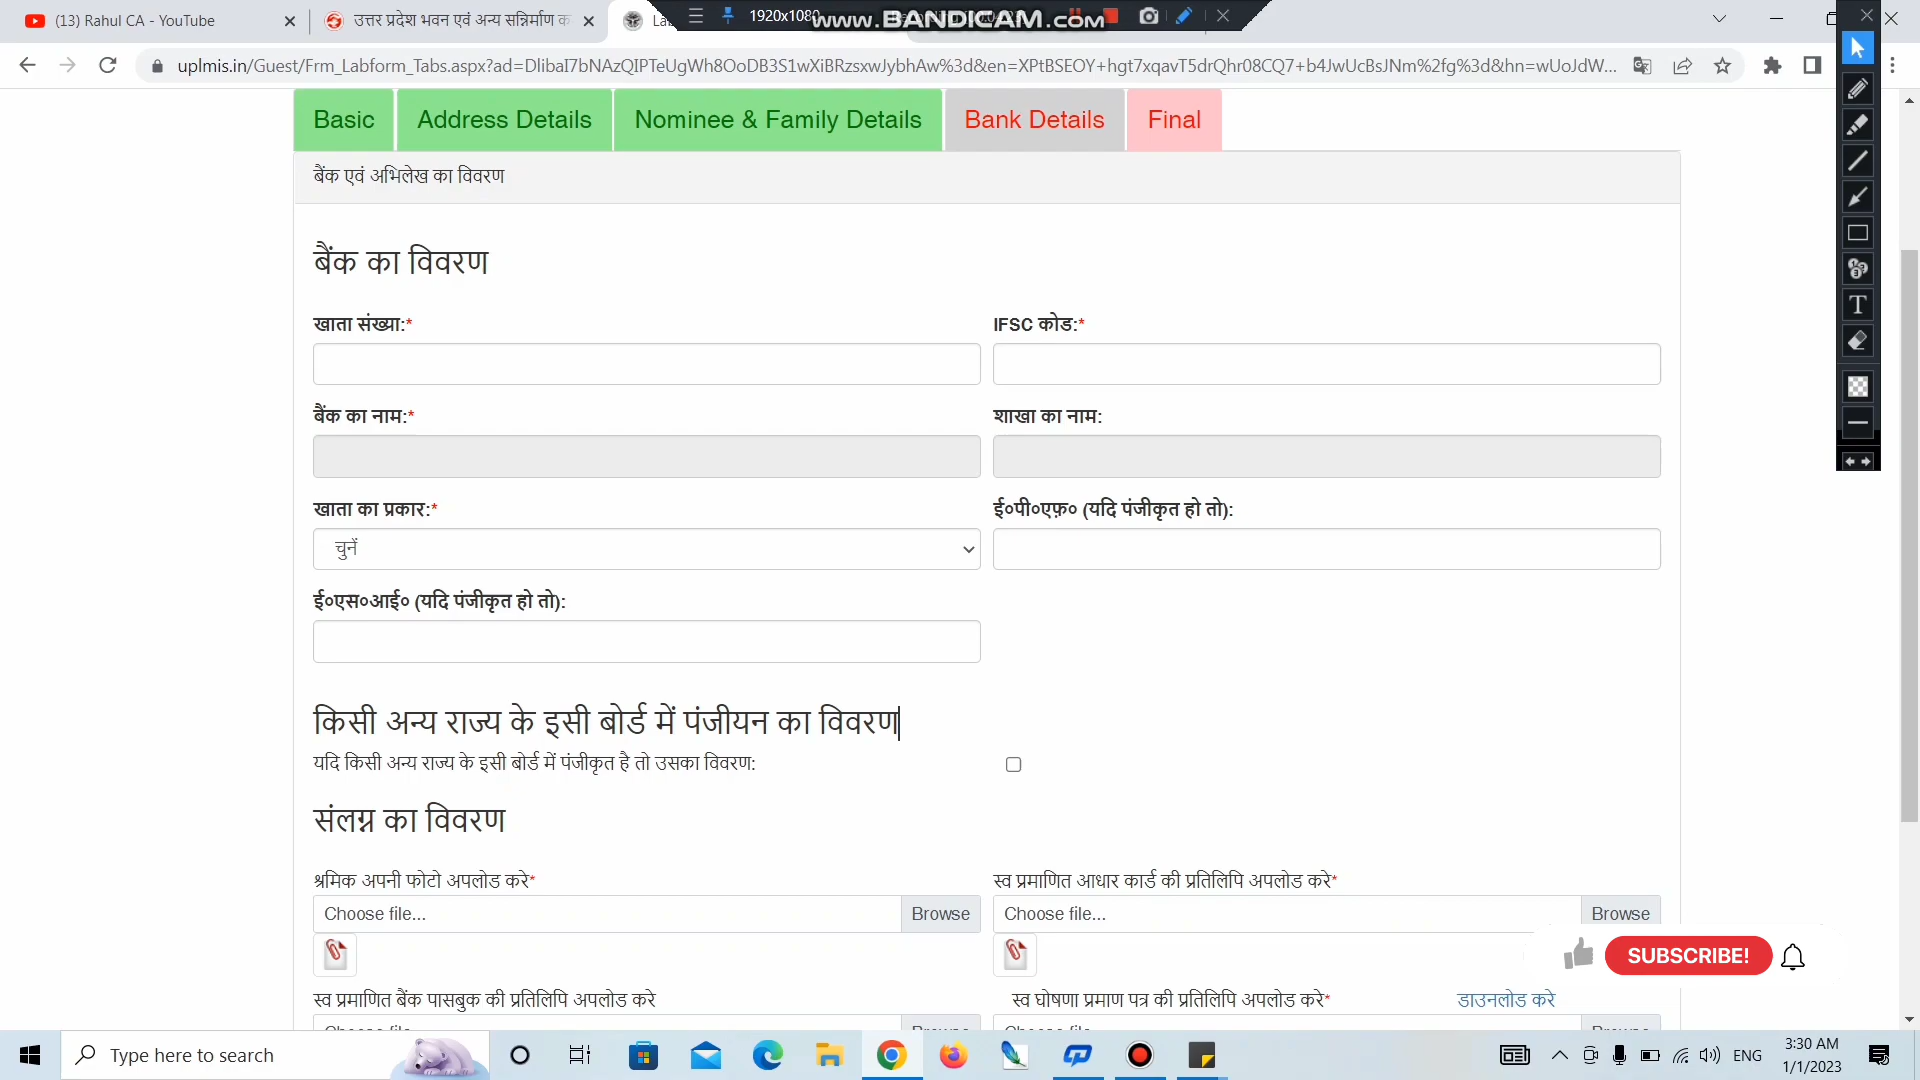 (13) Rahul CA - YouTube
उत्तर प्रदेश भवन एवं अन्य सन्निर्माण क
1920x1080
www.BANDICAM.com
uplmis.in/Guest/Frm_Labform_Tabs.aspx?ad=DlibaI7bNAzQIPTeUgWh8OoDB3S1wXiBRzsxwJybhAw%3d&en=XPtBSEOY+hgt7xqavT5drQhr08CQ7+b4JwUcBsJNm%2fg%3d&hn=wUoJdW...
Basic
Address Details
Nominee & Family Details
Bank Details
Final
बैंक एवं अभिलेख का विवरण
बैंक का विवरण
खाता संख्या:*
IFSC कोड:*
बैंक का नाम:*
शाखा का नाम:
खाता का प्रकार:*
ई०पी०एफ़० (यदि पंजीकृत हो तो):
चुनें
ई०एस०आई० (यदि पंजीकृत हो तो):
किसी अन्य राज्य के इसी बोर्ड में पंजीयन का विवरण
यदि किसी अन्य राज्य के इसी बोर्ड में पंजीकृत है तो उसका विवरण:
संलग्न का विवरण
श्रमिक अपनी फोटो अपलोड करे*
स्व प्रमाणित आधार कार्ड की प्रतिलिपि अपलोड करे*
Choose file... Browse
Choose file... Browse
SUBSCRIBE!
स्व प्रमाणित बैंक पासबुक की प्रतिलिपि अपलोड करे
स्व घोषणा प्रमाण पत्र की प्रतिलिपि अपलोड करे*
डाउनलोड करे
Type here to search
ENG
3:30 AM
1/1/2023